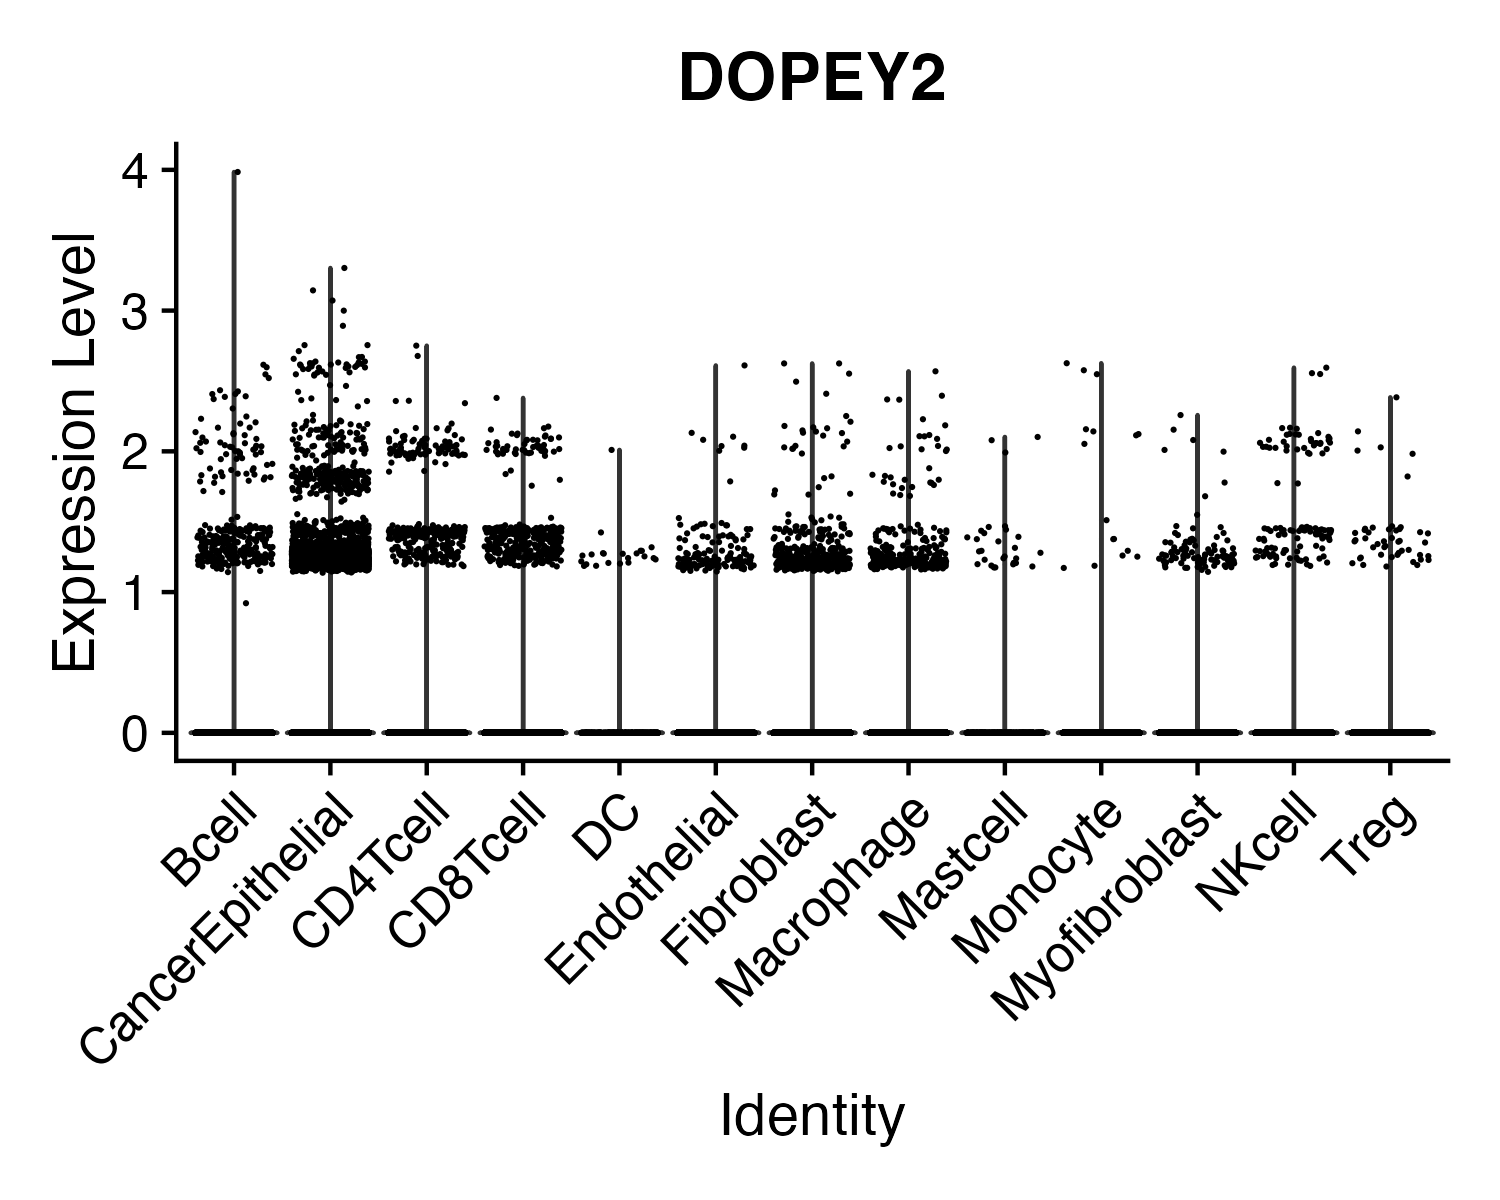 DOPEY2
Expression Level
4
3
2
1
0
Bcell
CancerEpithelial
CD4Tcell
CD8Tcell
DC
Endothelial
Fibroblast
Macrophage
Mastcell
Monocyte
Myofibroblast
NKcell
Treg
Identity